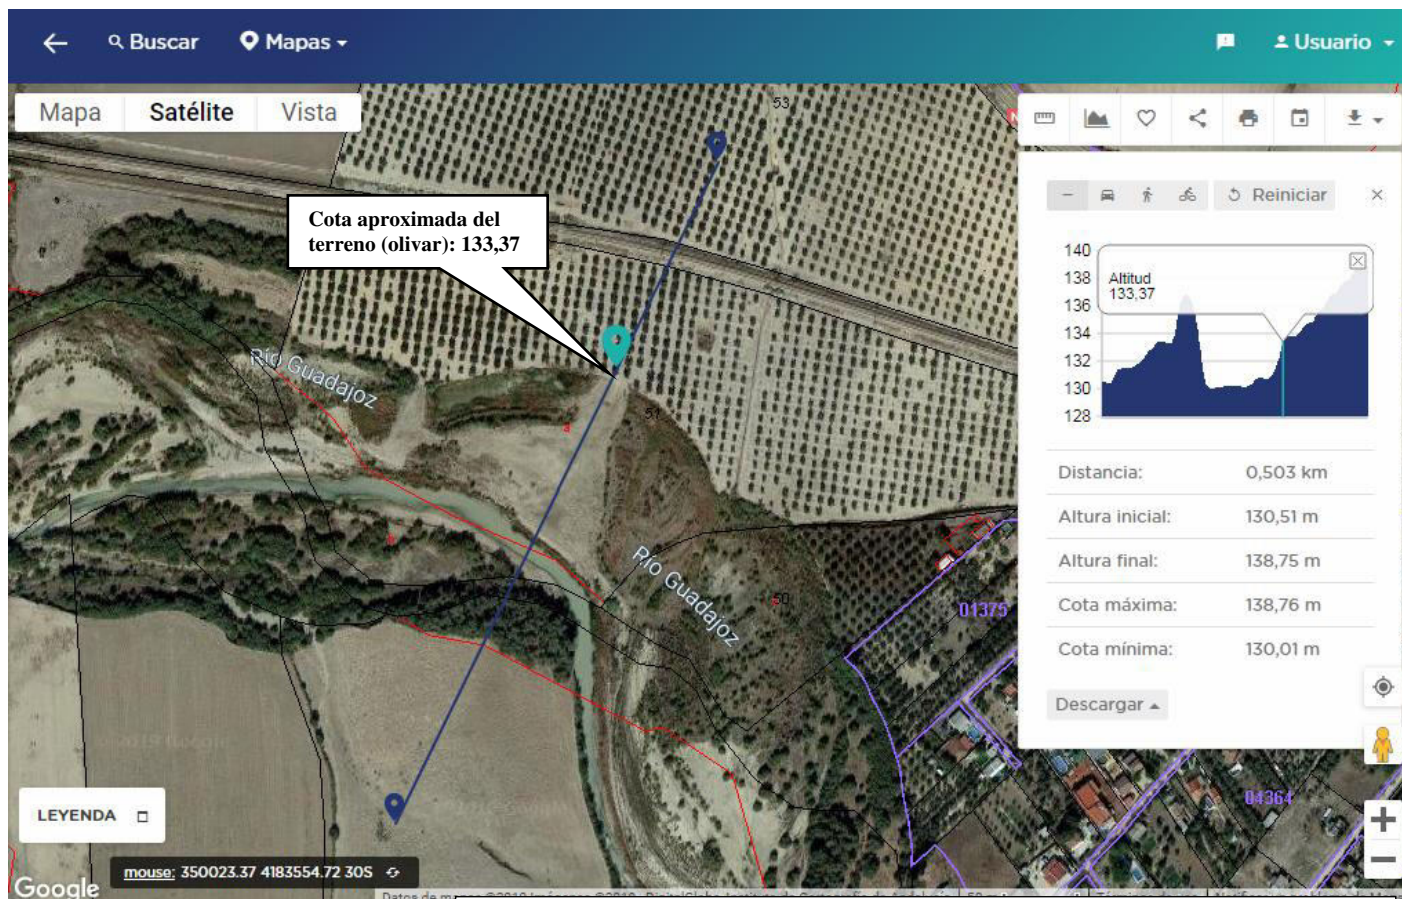 Buscar
Mapas
Usuario
Mapa
Satélite
Vista
53
Cota aproximada del
terreno (olivar): 133,37
Reiniciar
140
138
136
134
132
130
128
Altitud
133,37
Río Guadajoz
51
a
Distancia: 0,503 km
Altura inicial: 130,51 m
Altura final: 138,75 m
Cota máxima: 138,76 m
Cota mínima: 130,01 m
Descargar
Río Guadajoz
50
01375
04364
LEYENDA
mouse: 350023.37 4183554.72 30S
Google